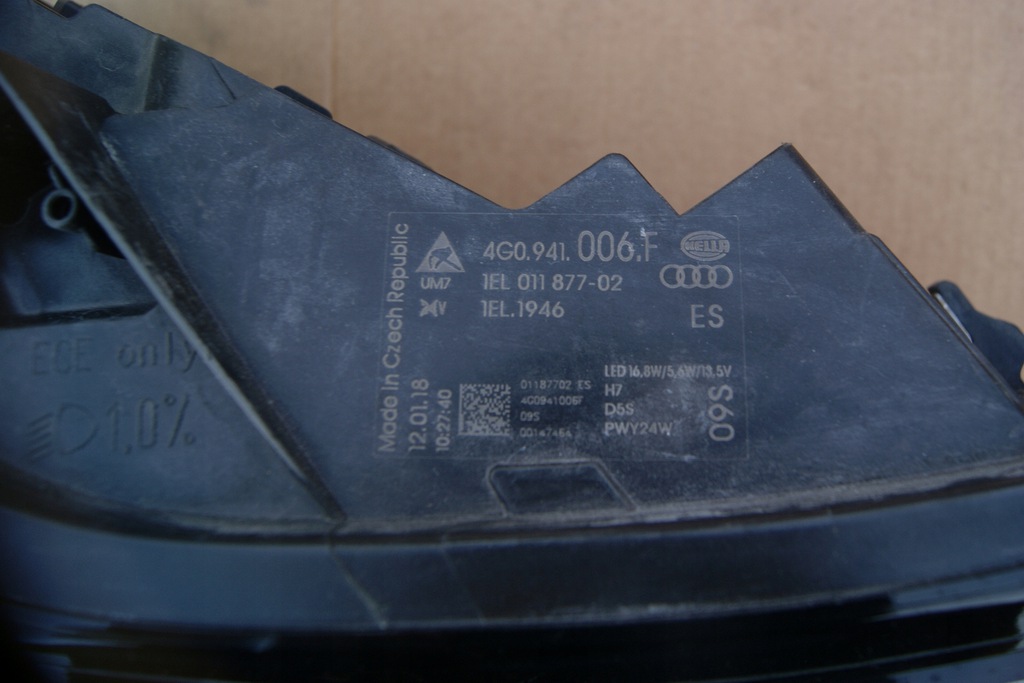 4G0.941. 006.F
HELLA
UM7
1EL 011 877-02
1EL.1946
ES
Made in Czech Republic
12.01.18
10:27:40
01187702 ES
4G0941006F
09S
LED 16,8W/5,6W/13,5V
H7
D5S
PWY24W
09S
ECE only
1,0%